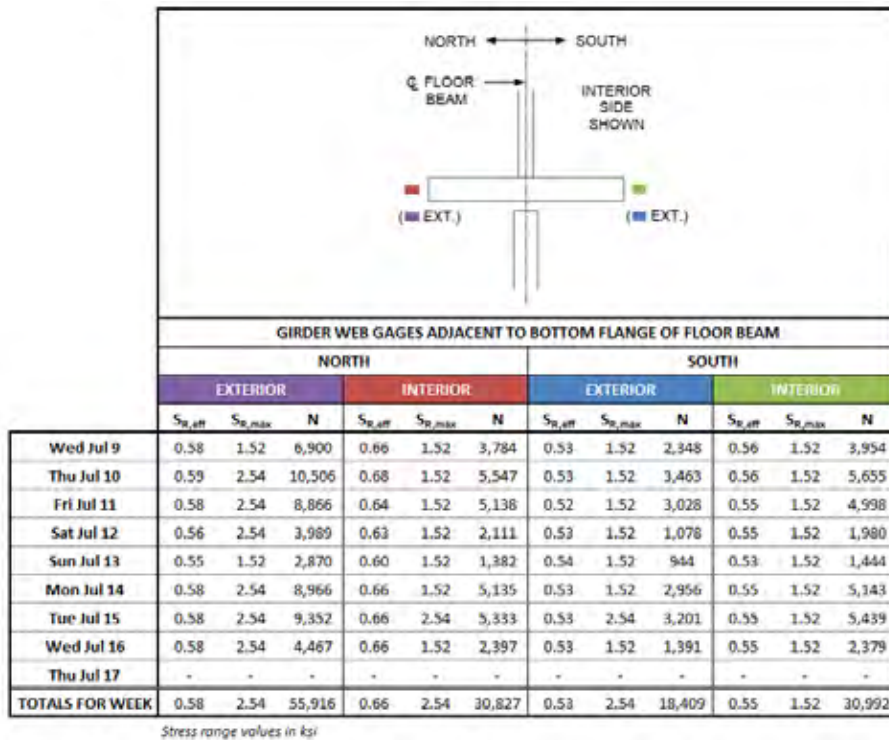 NORTH SOUTH
℄ FLOOR
BEAM
INTERIOR
SIDE
SHOWN
( EXT.) ( EXT.)
GIRDER WEB GAGES ADJACENT TO BOTTOM FLANGE OF FLOOR BEAM
NORTH SOUTH
EXTERIOR INTERIOR EXTERIOR INTERIOR
SR,eff SR,max N SR,eff SR,max N SR,eff SR,max N SR,eff SR,max N
Wed Jul 9 0.58 1.52 6,900 0.66 1.52 3,784 0.53 1.52 2,348 0.56 1.52 3,954
Thu Jul 10 0.59 2.54 10,506 0.68 1.52 5,547 0.53 1.52 3,463 0.56 1.52 5,655
Fri Jul 11 0.58 2.54 8,866 0.64 1.52 5,138 0.52 1.52 3,028 0.55 1.52 4,998
Sat Jul 12 0.56 2.54 3,989 0.63 1.52 2,111 0.53 1.52 1,078 0.55 1.52 1,980
Sun Jul 13 0.55 1.52 2,870 0.60 1.52 1,382 0.54 1.52 944 0.53 1.52 1,444
Mon Jul 14 0.58 2.54 8,966 0.66 1.52 5,135 0.53 1.52 2,956 0.55 1.52 5,143
Tue Jul 15 0.58 2.54 9,352 0.66 2.54 5,333 0.53 2.54 3,201 0.55 1.52 5,439
Wed Jul 16 0.58 2.54 4,467 0.66 1.52 2,397 0.53 1.52 1,391 0.55 1.52 2,379
Thu Jul 17 - - - - - - - - - - - -
TOTALS FOR WEEK 0.58 2.54 55,916 0.66 2.54 30,827 0.53 2.54 18,409 0.55 1.52 30,992
Stress range values in ksi